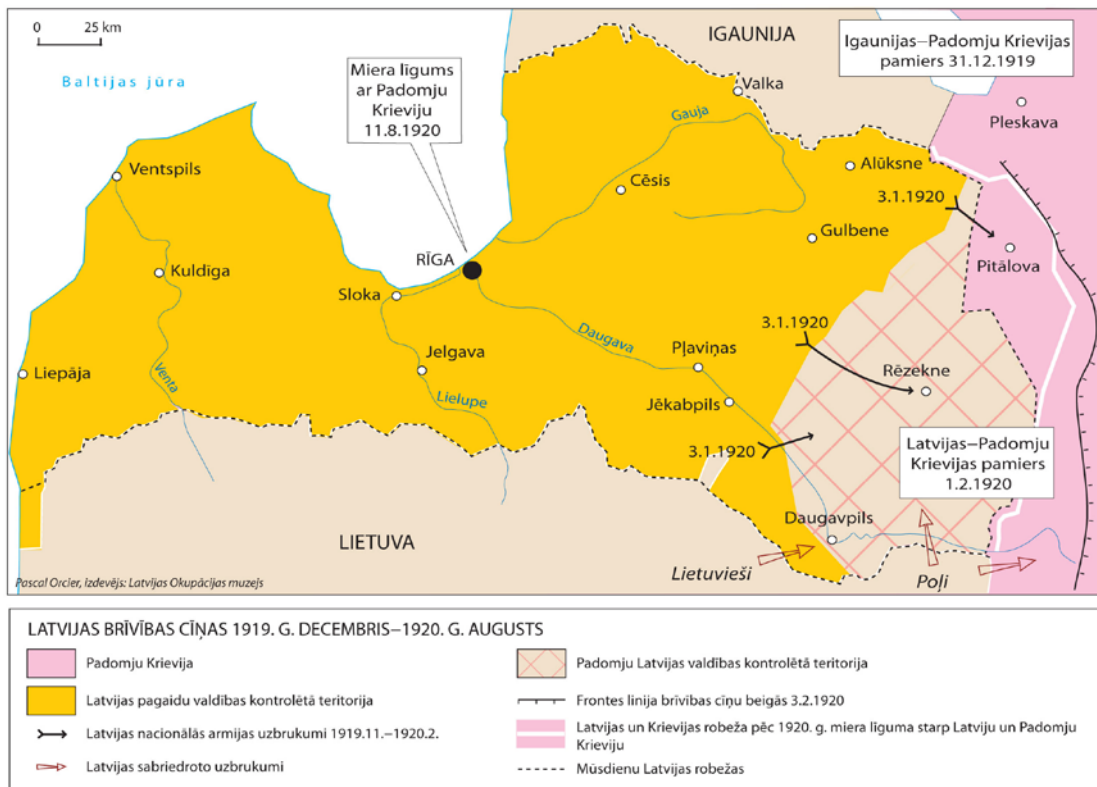 0 25 km
Baltijas jūra
IGAUNIJA
Igaunijas–Padomju Krievijas
pamiers 31.12.1919
Miera līgums
ar Padomju
Krieviju
11.8.1920
Valka
Gauja
Pleskava
Ventspils
Alūksne
Cēsis
3.1.1920
Gulbene
Pitālova
RĪGA
Kuldīga
Sloka
Daugava
3.1.1920
Jelgava
Pļaviņas
Rēzekne
Liepāja
Venta
Lielupe
Jēkabpils
3.1.1920
Latvijas–Padomju
Krievijas pamiers
1.2.1920
Daugavpils
LIETUVA
Lietuvieši
Poļi
Pascal Orcier, izdevējs: Latvijas Okupācijas muzejs
LATVIJAS BRĪVĪBAS CĪŅAS 1919. G. DECEMBRIS–1920. G. AUGUSTS
Padomju Krievija
Latvijas pagaidu valdības kontrolētā teritorija
Latvijas nacionālās armijas uzbrukumi 1919.11.–1920.2.
Latvijas sabriedroto uzbrukumi
Padomju Latvijas valdības kontrolētā teritorija
Frontes linija brīvības cīņu beigās 3.2.1920
Latvijas un Krievijas robeža pēc 1920. g. miera līguma starp Latviju un Padomju
Krieviju
Mūsdienu Latvijas robežas